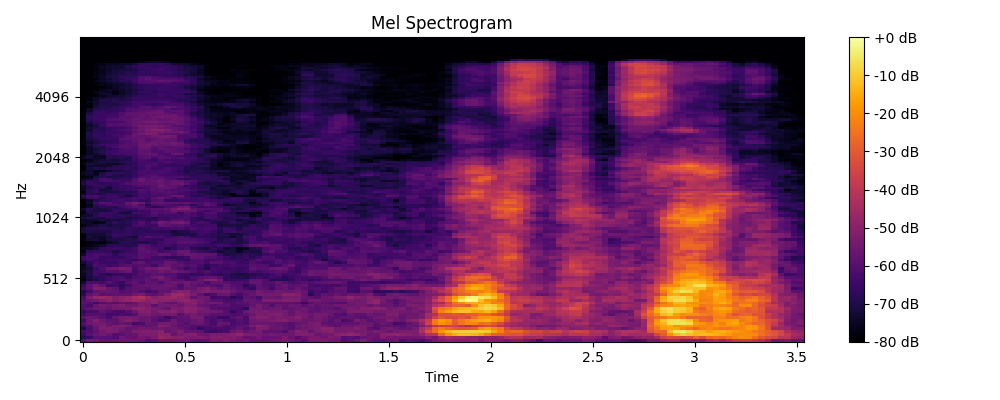 Mel Spectrogram
+0 dB
-10 dB
-20 dB
-30 dB
-40 dB
-50 dB
-60 dB
-70 dB
-80 dB
Hz
4096
2048
1024
512
0
0 0.5 1 1.5 2 2.5 3 3.5
Time